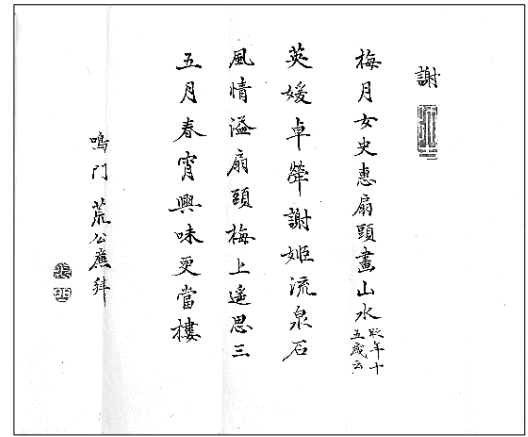 謝
梅月女史惠扇頭畫山水年十
五歲云
英媛卓犖謝姬流泉石
風情溢扇頭梅上遙思三
五月春宵興味更當樓
鳴門 荒公拜